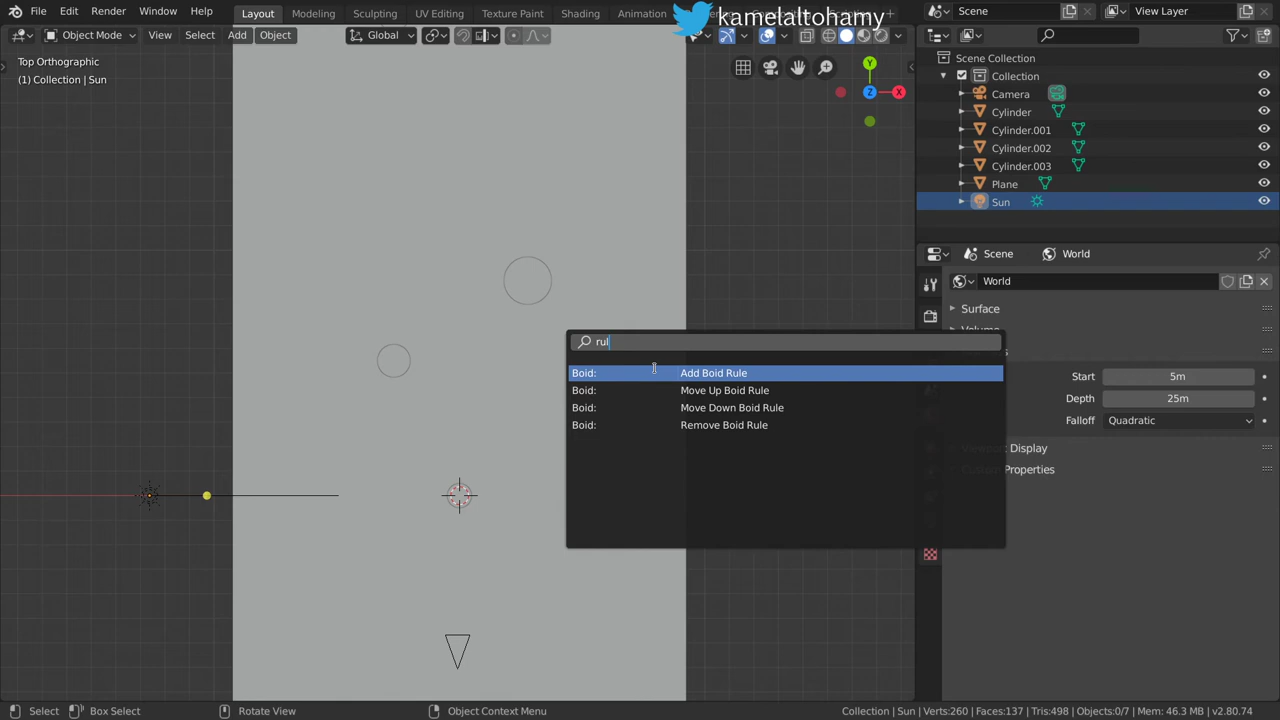 File Edit Render Window Help
Layout Modeling Sculpting UV Editing Texture Paint Shading Animation
kamelaltohamy
Scene
View Layer
Object Mode
View Select Add Object
Global
Top Orthographic
(1) Collection | Sun
Y
Z
X
Scene Collection
Collection
Camera
Cylinder
Cylinder.001
Cylinder.002
Cylinder.003
Plane
Sun
Scene
World
World
Surface
Start 5m
Depth 25m
Falloff Quadratic
Viewport Display
Custom Properties
rul
Boid: Add Boid Rule
Boid: Move Up Boid Rule
Boid: Move Down Boid Rule
Boid: Remove Boid Rule
Select Box Select Rotate View Object Context Menu
Collection | Sun | Verts:260 | Faces:137 | Tris:498 | Objects:0/7 | Mem: 46.3 MB | v2.80.74